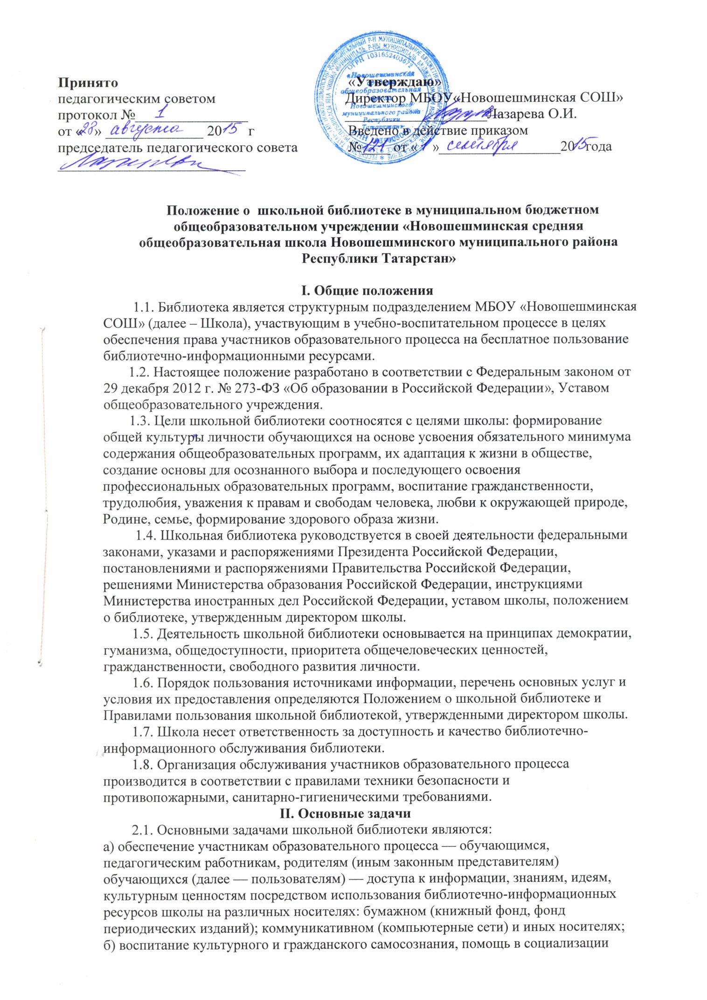 Принято
педагогическим советом
протокол № 1
от «28» августа 2015 г
председатель педагогического совета
«Утверждаю»
Директор МБОУ«Новошешминская СОШ»
Лазарева О.И.
Введено в действие приказом
№ 121 от « 1 » сентября 2015 года
ОГРН 1031652403672
«Новошешминская
средняя
общеобразовательная
школа
Новошешминского
муниципального района
Республики
Татарстан»
Положение о школьной библиотеке в муниципальном бюджетном
общеобразовательном учреждении «Новошешминская средняя
общеобразовательная школа Новошешминского муниципального района
Республики Татарстан»
I. Общие положения
1.1. Библиотека является структурным подразделением МБОУ «Новошешминская
СОШ» (далее – Школа), участвующим в учебно-воспитательном процессе в целях
обеспечения права участников образовательного процесса на бесплатное пользование
библиотечно-информационными ресурсами.
1.2. Настоящее положение разработано в соответствии с Федеральным законом от
29 декабря 2012 г. № 273-ФЗ «Об образовании в Российской Федерации», Уставом
общеобразовательного учреждения.
1.3. Цели школьной библиотеки соотносятся с целями школы: формирование
общей культуры личности обучающихся на основе усвоения обязательного минимума
содержания общеобразовательных программ, их адаптация к жизни в обществе,
создание основы для осознанного выбора и последующего освоения
профессиональных образовательных программ, воспитание гражданственности,
трудолюбия, уважения к правам и свободам человека, любви к окружающей природе,
Родине, семье, формирование здорового образа жизни.
1.4. Школьная библиотека руководствуется в своей деятельности федеральными
законами, указами и распоряжениями Президента Российской Федерации,
постановлениями и распоряжениями Правительства Российской Федерации,
решениями Министерства образования Российской Федерации, инструкциями
Министерства иностранных дел Российской Федерации, уставом школы, положением
о библиотеке, утвержденным директором школы.
1.5. Деятельность школьной библиотеки основывается на принципах демократии,
гуманизма, общедоступности, приоритета общечеловеческих ценностей,
гражданственности, свободного развития личности.
1.6. Порядок пользования источниками информации, перечень основных услуг и
условия их предоставления определяются Положением о школьной библиотеке и
Правилами пользования школьной библиотекой, утвержденными директором школы.
1.7. Школа несет ответственность за доступность и качество библиотечно-
информационного обслуживания библиотеки.
1.8. Организация обслуживания участников образовательного процесса
производится в соответствии с правилами техники безопасности и
противопожарными, санитарно-гигиеническими требованиями.
II. Основные задачи
2.1. Основными задачами школьной библиотеки являются:
а) обеспечение участникам образовательного процесса — обучающимся,
педагогическим работникам, родителям (иным законным представителям)
обучающихся (далее — пользователям) — доступа к информации, знаниям, идеям,
культурным ценностям посредством использования библиотечно-информационных
ресурсов школы на различных носителях: бумажном (книжный фонд, фонд
периодических изданий); коммуникативном (компьютерные сети) и иных носителях;
б) воспитание культурного и гражданского самосознания, помощь в социализации